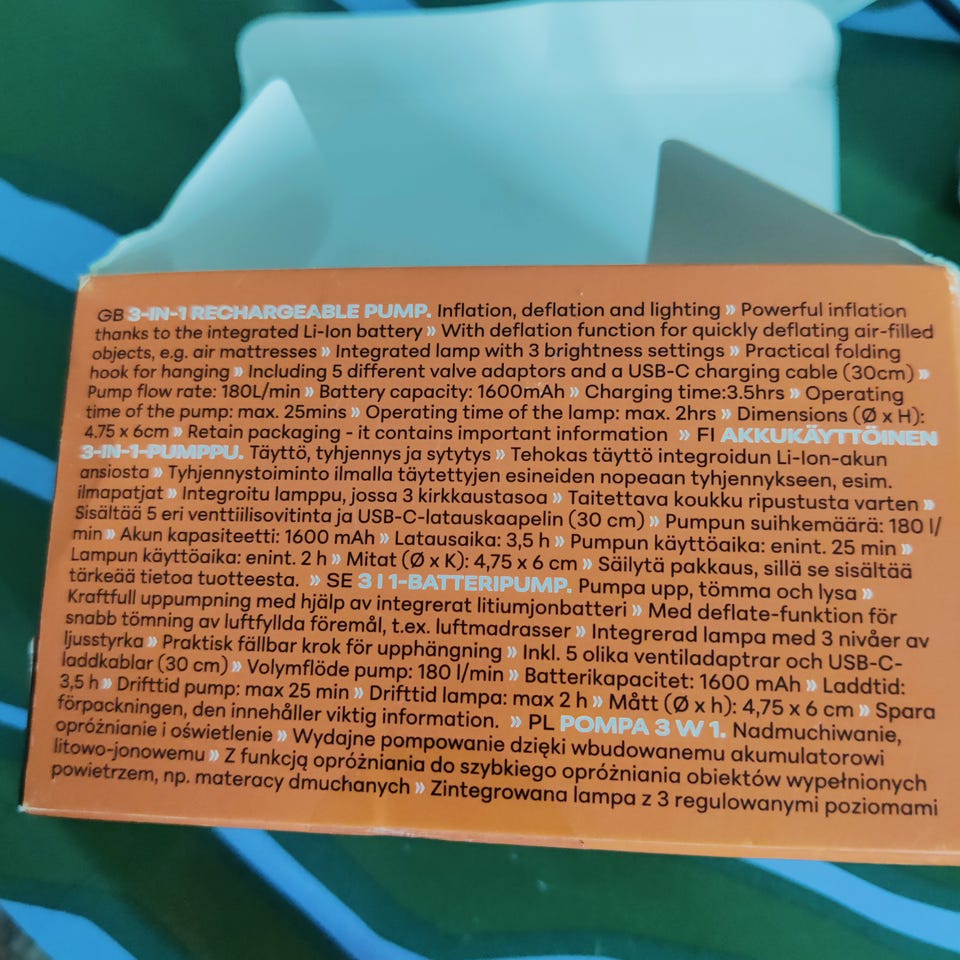 GB 3-IN-1 RECHARGEABLE PUMP. Inflation, deflation and lighting » Powerful inflation
thanks to the integrated Li-Ion battery » With deflation function for quickly deflating air-filled
objects, e.g. air mattresses » Integrated lamp with 3 brightness settings » Practical folding
hook for hanging » Including 5 different valve adaptors and a USB-C charging cable (30cm) »
Pump flow rate: 180L/min » Battery capacity: 1600mAh » Charging time:3.5hrs » Operating
time of the pump: max. 25mins » Operating time of the lamp: max. 2hrs » Dimensions (Ø x H):
4.75 x 6cm » Retain packaging - it contains important information » FI AKKUKÄYTTÖINEN
3-IN-1-PUMPPU. Täyttö, tyhjennys ja sytytys » Tehokas täyttö integroidun Li-Ion-akun
ansiosta » Tyhjennystoiminto ilmalla täytettyjen esineiden nopeaan tyhjennykseen, esim.
ilmapatjat » Integroitu lamppu, jossa 3 kirkkaustasoa » Taitettava koukku ripustusta varten »
Sisältää 5 eri venttiilisovitinta ja USB-C-latauskaapelin (30 cm) » Pumpun suihkemäärä: 180 l/
min » Akun kapasiteetti: 1600 mAh » Latausaika: 3,5 h » Pumpun käyttöaika: enint. 25 min »
Lampun käyttöaika: enint. 2 h » Mitat (Ø x K): 4,75 x 6 cm » Säilytä pakkaus, sillä se sisältää
tärkeää tietoa tuotteesta. » SE 3 I 1-BATTERIPUMP. Pumpa upp, tömma och lysa »
Kraftfull uppumpning med hjälp av integrerat litiumjonbatteri » Med deflate-funktion för
snabb tömning av luftfyllda föremål, t.ex. luftmadrasser » Integrerad lampa med 3 nivåer av
ljusstyrka » Praktisk fällbar krok för upphängning » Inkl. 5 olika ventiladaptrar och USB-C-
laddkablar (30 cm) » Volymflöde pump: 180 l/min » Batterikapacitet: 1600 mAh » Laddtid:
3,5 h » Drifttid pump: max 25 min » Drifttid lampa: max 2 h » Mått (Ø x h): 4,75 x 6 cm » Spara
förpackningen, den innehåller viktig information. » PL POMPA 3 W 1. Nadmuchiwanie,
opróżnianie i oświetlenie » Wydajne pompowanie dzięki wbudowanemu akumulatorowi
litowo-jonowemu » Z funkcją opróżniania do szybkiego opróżniania obiektów wypełnionych
powietrzem, np. materacy dmuchanych » Zintegrowana lampa z 3 regulowanymi poziomami